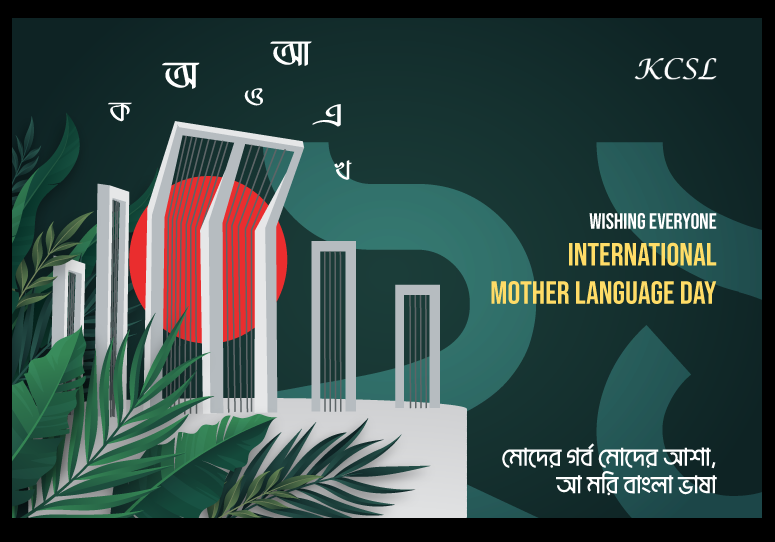 আ
অ
KCSL
ও
ক
এ
খ
WISHING EVERYONE
INTERNATIONAL
MOTHER LANGUAGE DAY
মোদের গর্ব মোদের আশা,
আ মরি বাংলা ভাষা